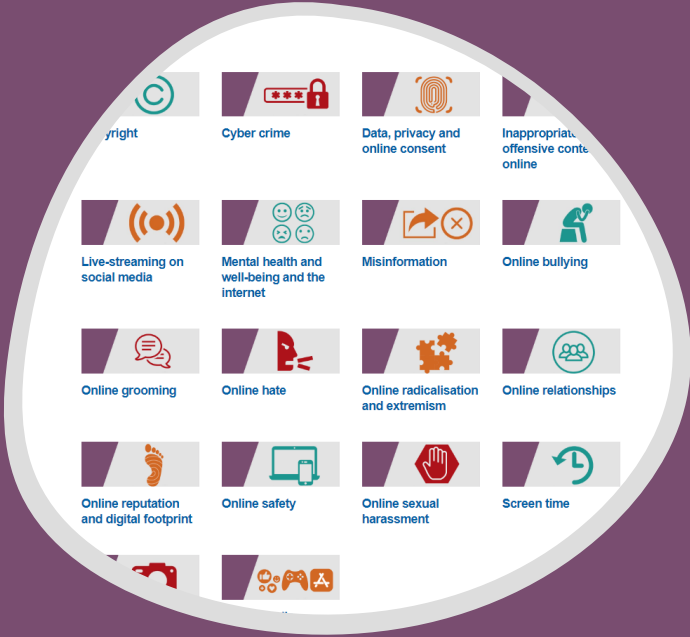 yright
Cyber crime
Data, privacy and
online consent
Inappropriate
offensive conte
online
Live-streaming on
social media
Mental health and
well-being and the
internet
Misinformation
Online bullying
Online grooming
Online hate
Online radicalisation
and extremism
Online relationships
Online reputation
and digital footprint
Online safety
Online sexual
harassment
Screen time